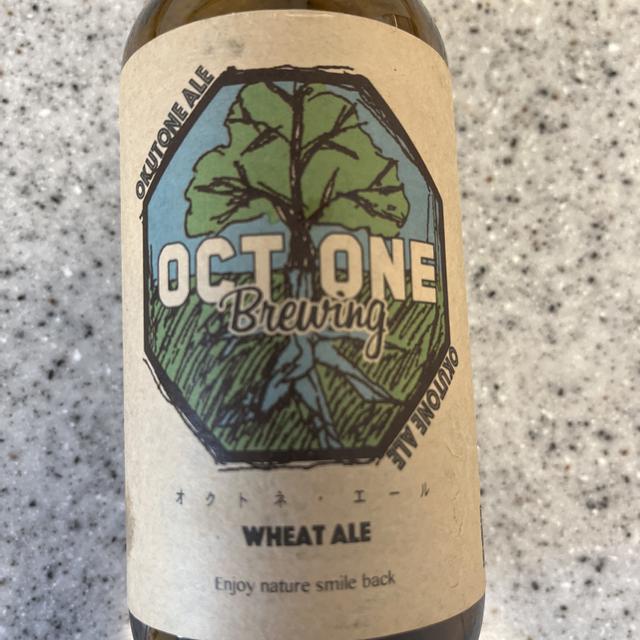 OKUTONE ALE
OCT ONE
Brewing
OKUTONE ALE
オクトネ・エール
WHEAT ALE
Enjoy nature smile back